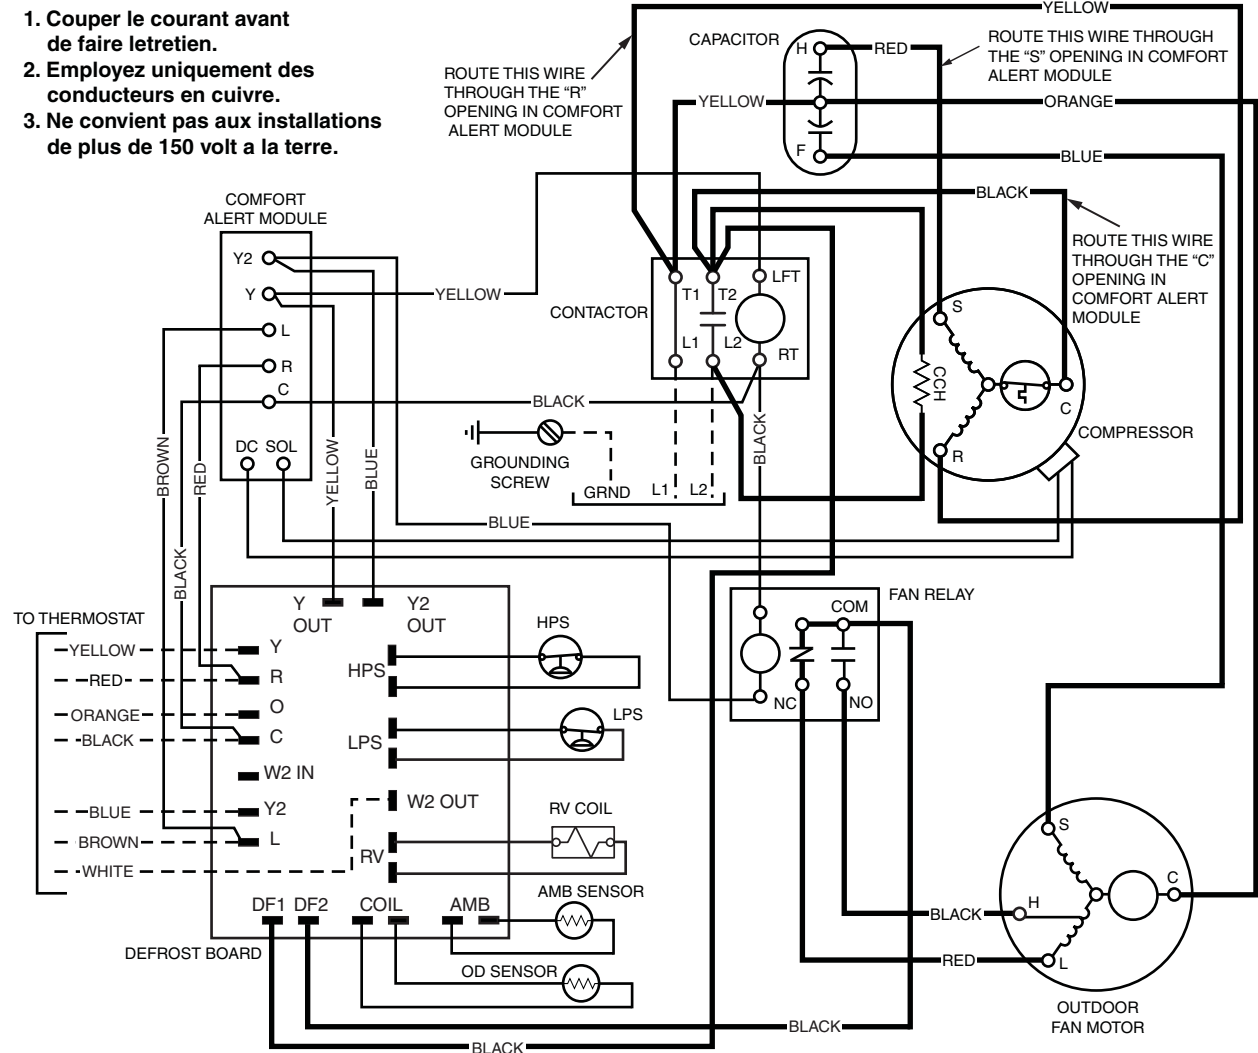 1. Couper le courant avant
de faire letretien.
2. Employez uniquement des
conducteurs en cuivre.
3. Ne convient pas aux installations
de plus de 150 volt a la terre.
YELLOW
CAPACITOR
H
RED
ROUTE THIS WIRE THROUGH
THE “S” OPENING IN COMFORT
ALERT MODULE
ROUTE THIS WIRE
THROUGH THE “R”
OPENING IN COMFORT
ALERT MODULE
YELLOW
ORANGE
F
BLUE
BLACK
COMFORT
ALERT MODULE
ROUTE THIS WIRE
THROUGH THE “C”
OPENING IN
COMFORT ALERT
MODULE
Y2
Y
YELLOW
L
R
C
DC SOL
CONTACTOR
T1
T2
LFT
L1
L2
RT
S
CCH
C
R
COMPRESSOR
BLACK
BLACK
GROUNDING
SCREW
GRND
L1
L2
BROWN
RED
YELLOW
BLUE
BLUE
BLACK
TO THERMOSTAT
YELLOW
RED
ORANGE
BLACK
BLUE
BROWN
WHITE
Y
OUT
Y2
OUT
Y
R
O
C
W2 IN
Y2
L
HPS
HPS
LPS
LPS
W2 OUT
RV
RV COIL
FAN RELAY
COM
NC
NO
DF1 DF2
COIL
AMB
AMB SENSOR
DEFROST BOARD
OD SENSOR
S
C
H
L
BLACK
RED
OUTDOOR
FAN MOTOR
BLACK
BLACK